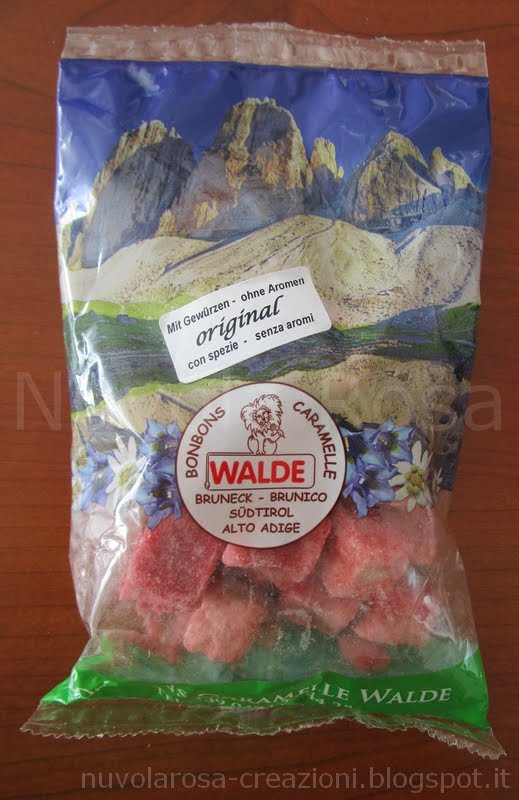 Mit Gewürzen - ohne Aromen
original
con spezie - senza aromi
BONBONS CARAMELLE
WALDE
BRUNECK - BRUNICO
SÜDTIROL
ALTO ADIGE
CARAMELLE WALDE
Rosa
nuvolarosa-creazioni.blogspot.it